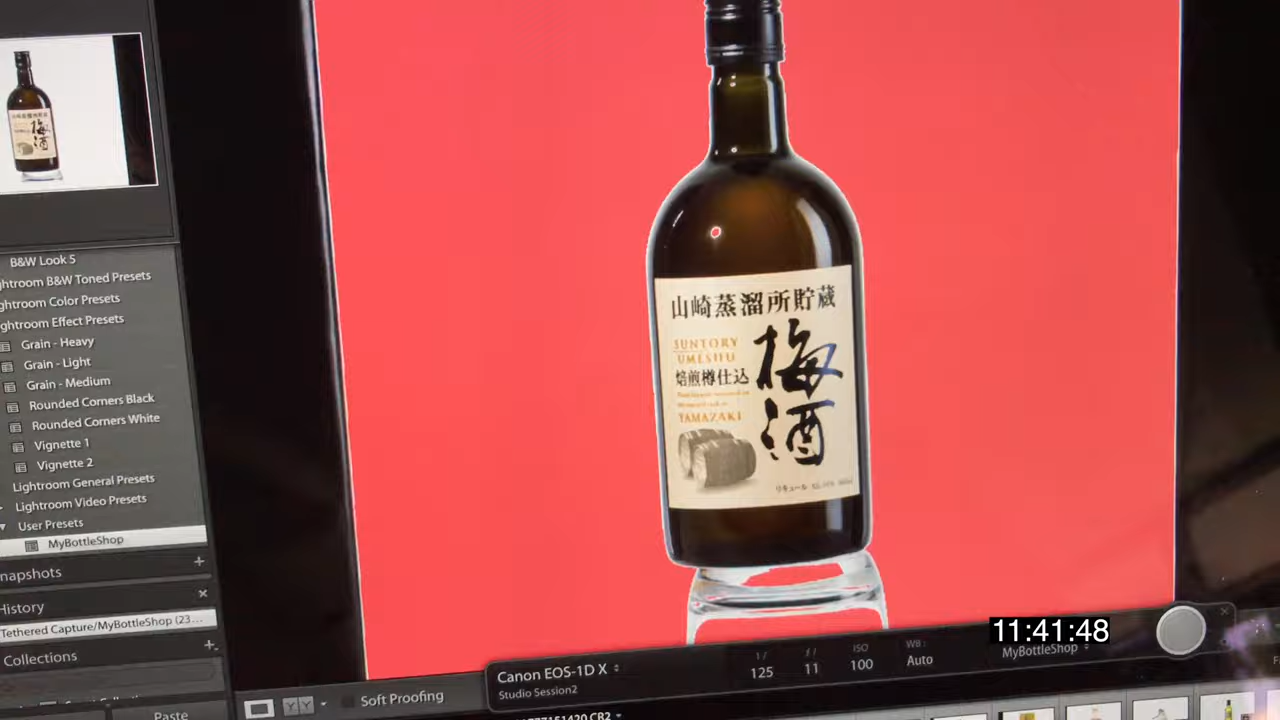 B&W Look 5
ghtroom B&W Toned Presets
ghtroom Color Presets
ghtroom Effect Presets
Grain - Heavy
Grain - Light
Grain - Medium
Rounded Corners Black
Rounded Corners White
Vignette 1
Vignette 2
Lightroom General Presets
Lightroom Video Presets
User Presets
MyBottleShop
napshots
History
Tethered Capture/MyBottleShop (23...
Collections
Paste
山崎蒸溜所貯蔵
梅酒
SUNTORY
UMESHU
焙煎樽仕込
YAMAZAKI
リキュール
Soft Proofing
Canon EOS-1D X
Studio Session2
1/
125
f/
11
ISO
100
WB:
Auto
MyBottleShop
11:41:48